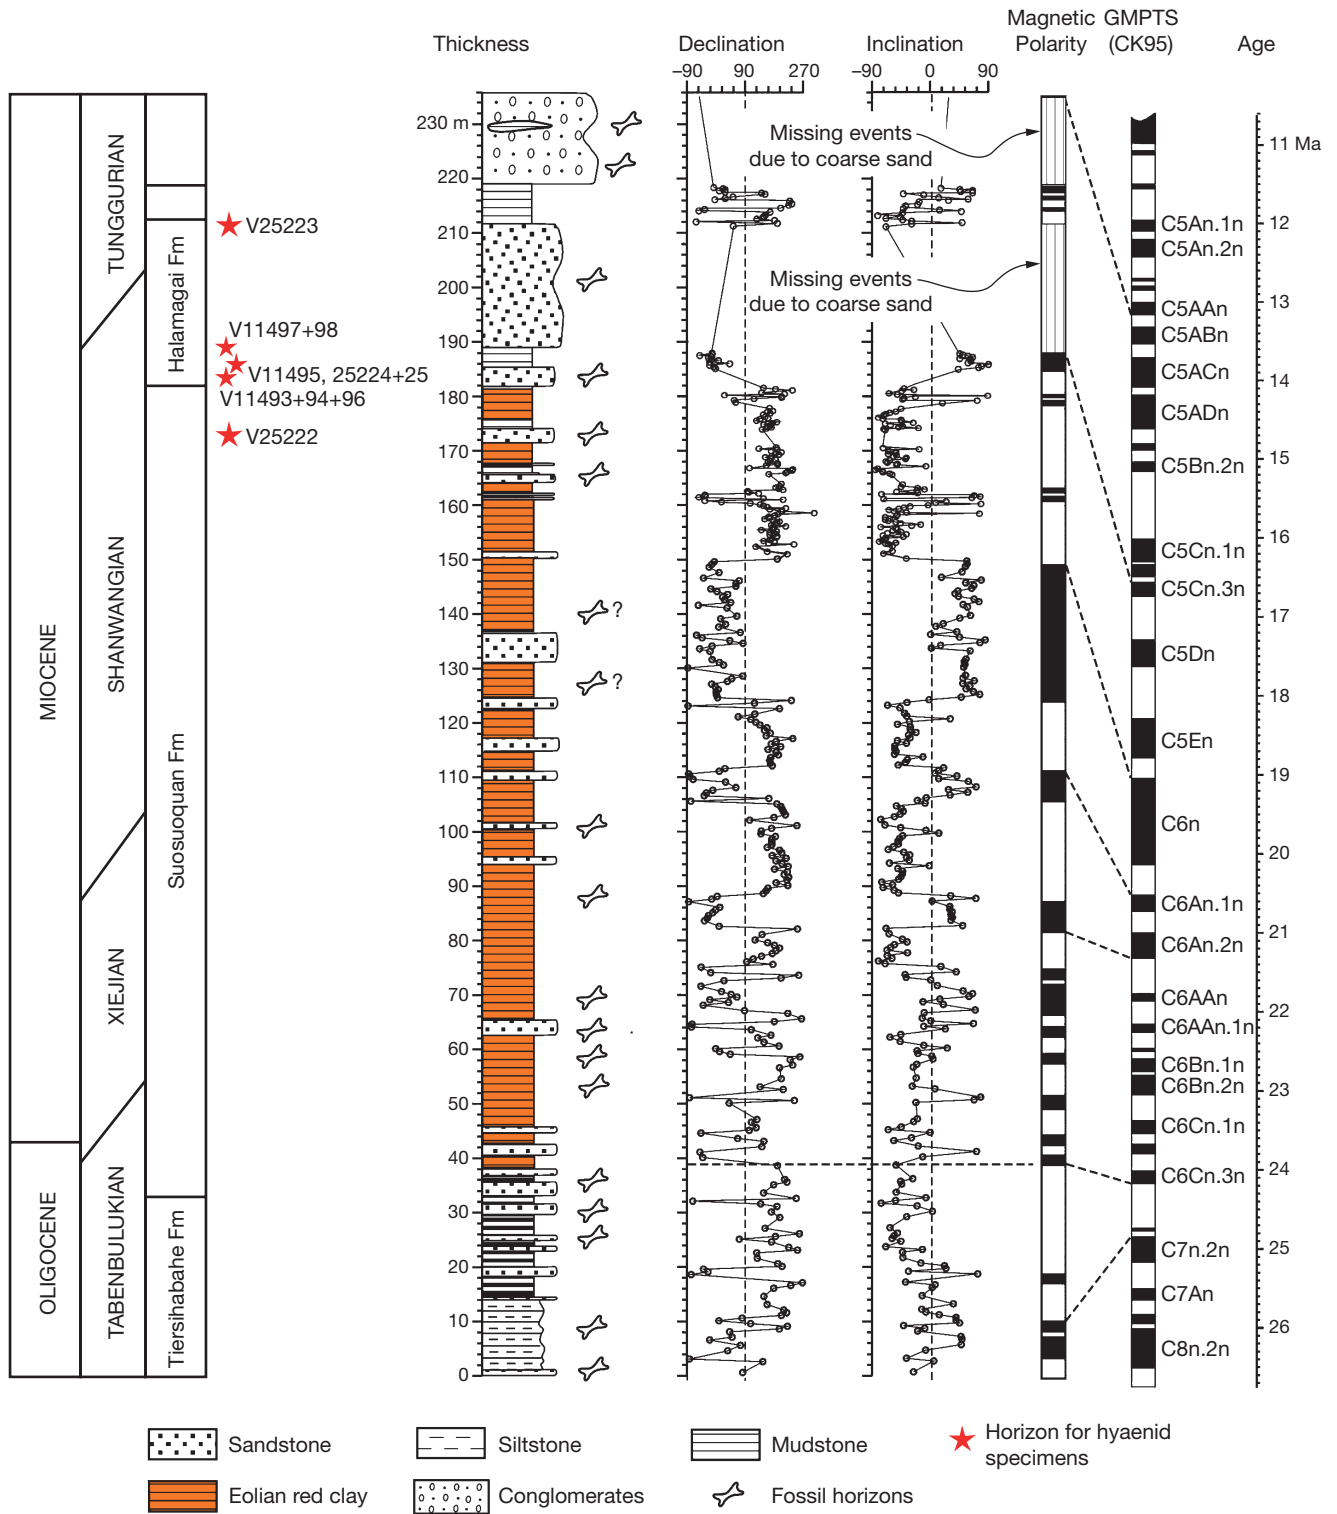 Thickness
Declination
Inclination
Magnetic
Polarity
GMPTS
(CK95)
Age
−90 90 270
−90 0 90
MIOCENE
OLIGOCENE
TUNGGURIAN
SHANWANGIAN
XIEJIAN
TABENBULUKIAN
Halamagai Fm
Suosuoquan Fm
Tiersihabahe Fm
V25223
V11497+98
V11495, 25224+25
V11493+94+96
V25222
230 m
220
210
200
190
180
170
160
150
140
130
120
110
100
90
80
70
60
50
40
30
20
10
0
?
?
Missing events
due to coarse sand
Missing events
due to coarse sand
C5An.1n
C5An.2n
C5AAn
C5ABn
C5ACn
C5ADn
C5Bn.2n
C5Cn.1n
C5Cn.3n
C5Dn
C5En
C6n
C6An.1n
C6An.2n
C6AAn
C6AAn.1n
C6Bn.1n
C6Bn.2n
C6Cn.1n
C6Cn.3n
C7n.2n
C7An
C8n.2n
11 Ma
12
13
14
15
16
17
18
19
20
21
22
23
24
25
26
Sandstone
Siltstone
Mudstone
Horizon for hyaenid
specimens
Eolian red clay
Conglomerates
Fossil horizons